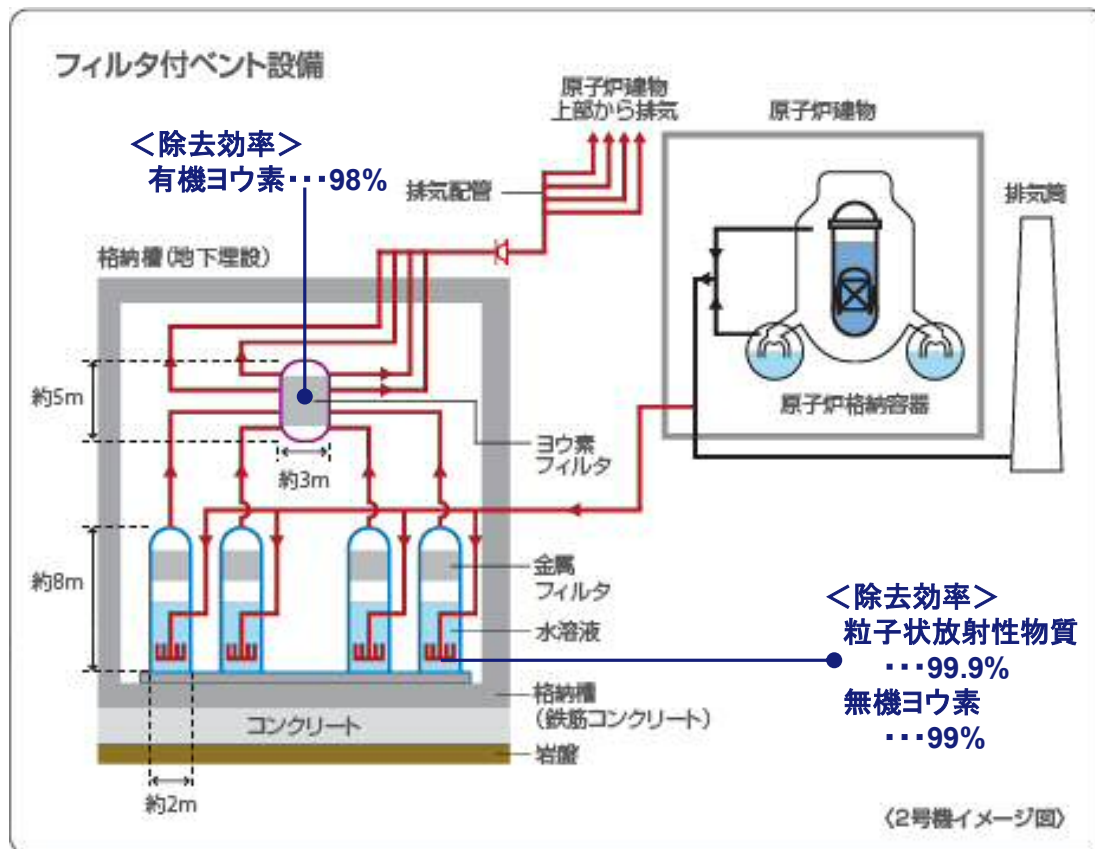 フィルタ付ベント設備
＜除去効率＞
有機ヨウ素･･･98%
原子炉建物
上部から排気
排気配管
原子炉建物
排気筒
格納槽(地下埋設)
約5m
約3m
ヨウ素
フィルタ
原子炉格納容器
約8m
金属
フィルタ
水溶液
＜除去効率＞
粒子状放射性物質
･･･99.9%
無機ヨウ素
･･･99%
格納槽
(鉄筋コンクリート)
コンクリート
岩盤
約2m
〈2号機イメージ図〉